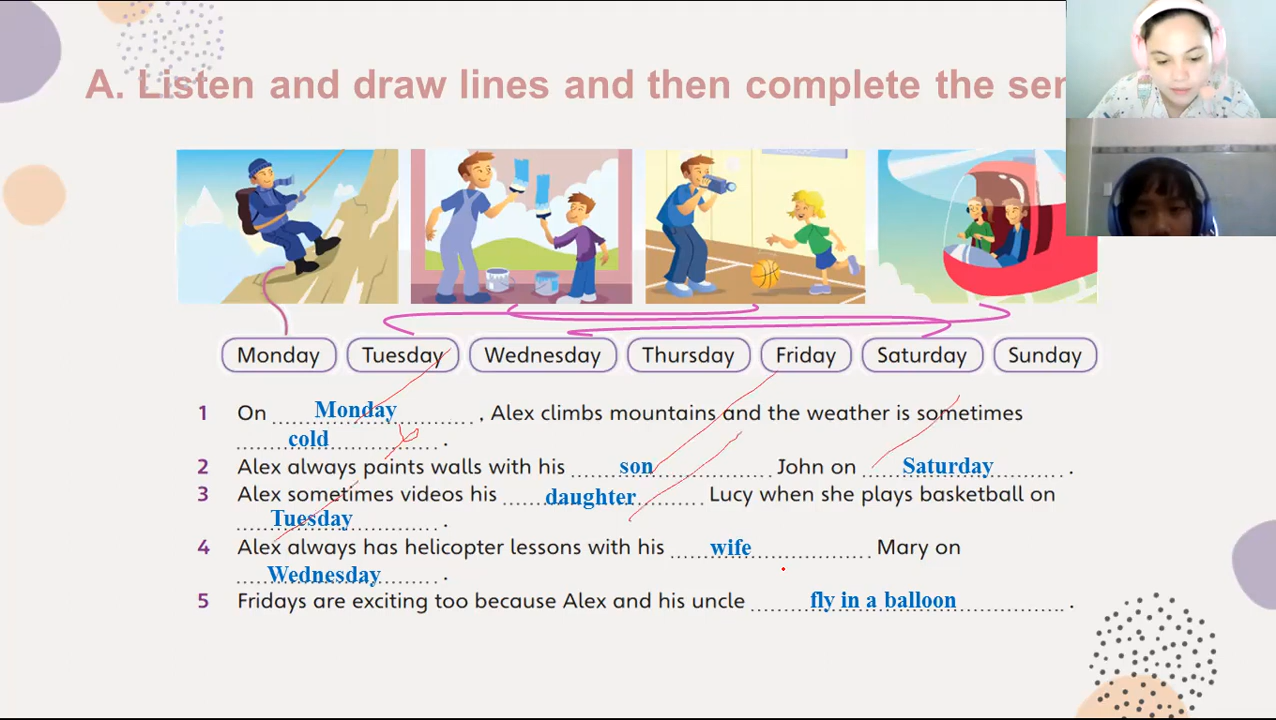 A. Listen and draw lines and then complete the sen
Monday Tuesday Wednesday Thursday Friday Saturday Sunday
1 On Monday , Alex climbs mountains and the weather is sometimes
cold .
2 Alex always paints walls with his son John on Saturday .
3 Alex sometimes videos his daughter Lucy when she plays basketball on
Tuesday .
4 Alex always has helicopter lessons with his wife Mary on
Wednesday .
5 Fridays are exciting too because Alex and his uncle fly in a balloon .